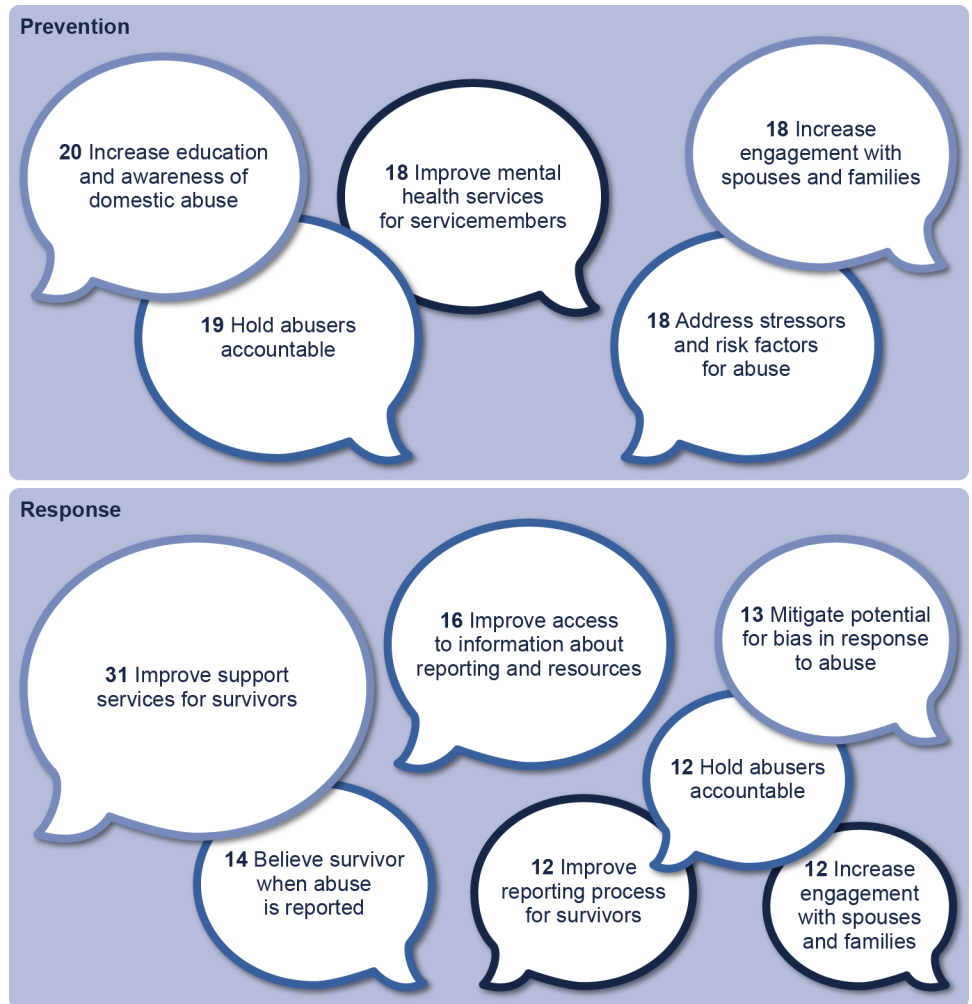 Prevention
20 Increase education
and awareness of
domestic abuse
18 Improve mental
health services
for servicemembers
18 Increase
engagement with
spouses and families
19 Hold abusers
accountable
18 Address stressors
and risk factors
for abuse
Response
31 Improve support
services for survivors
16 Improve access
to information about
reporting and resources
13 Mitigate potential
for bias in response
to abuse
12 Hold abusers
accountable
14 Believe survivor
when abuse
is reported
12 Improve
reporting process
for survivors
12 Increase
engagement
with spouses
and families